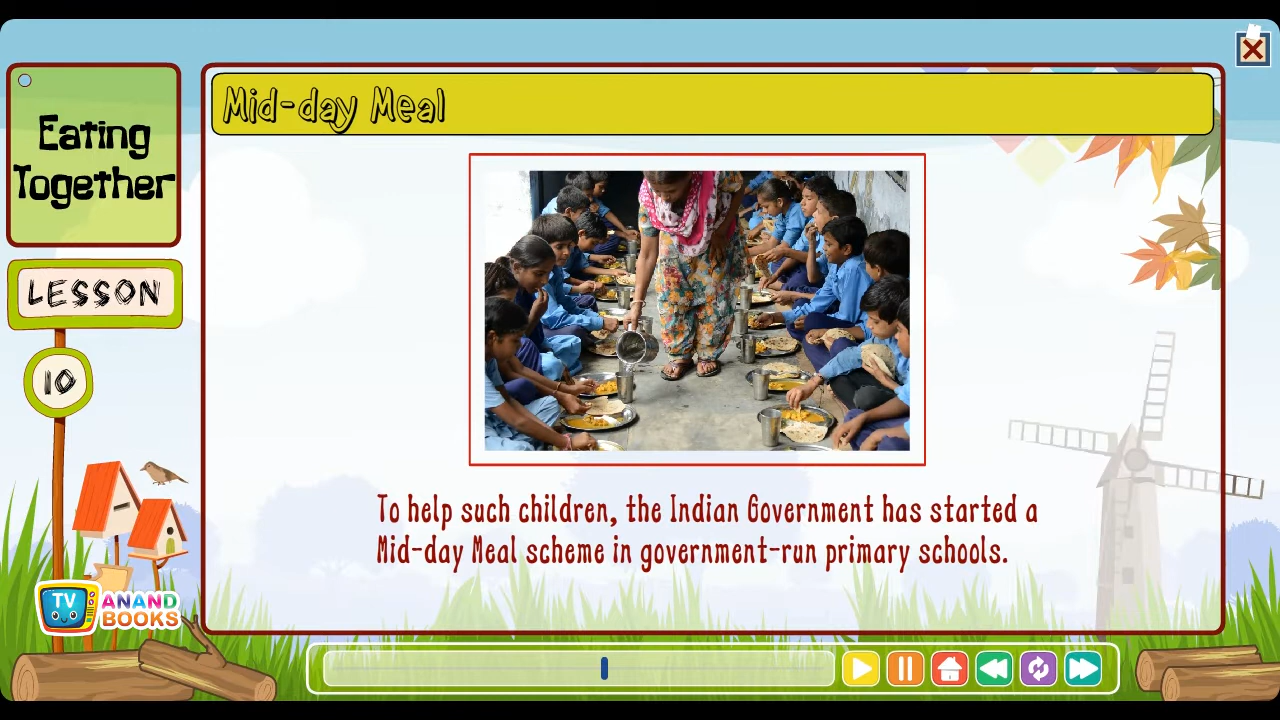 Mid-day Meal
Eating
Together
LESSON
10
To help such children, the Indian Government has started a
Mid-day Meal scheme in government-run primary schools.
TV
ANAND
BOOKS